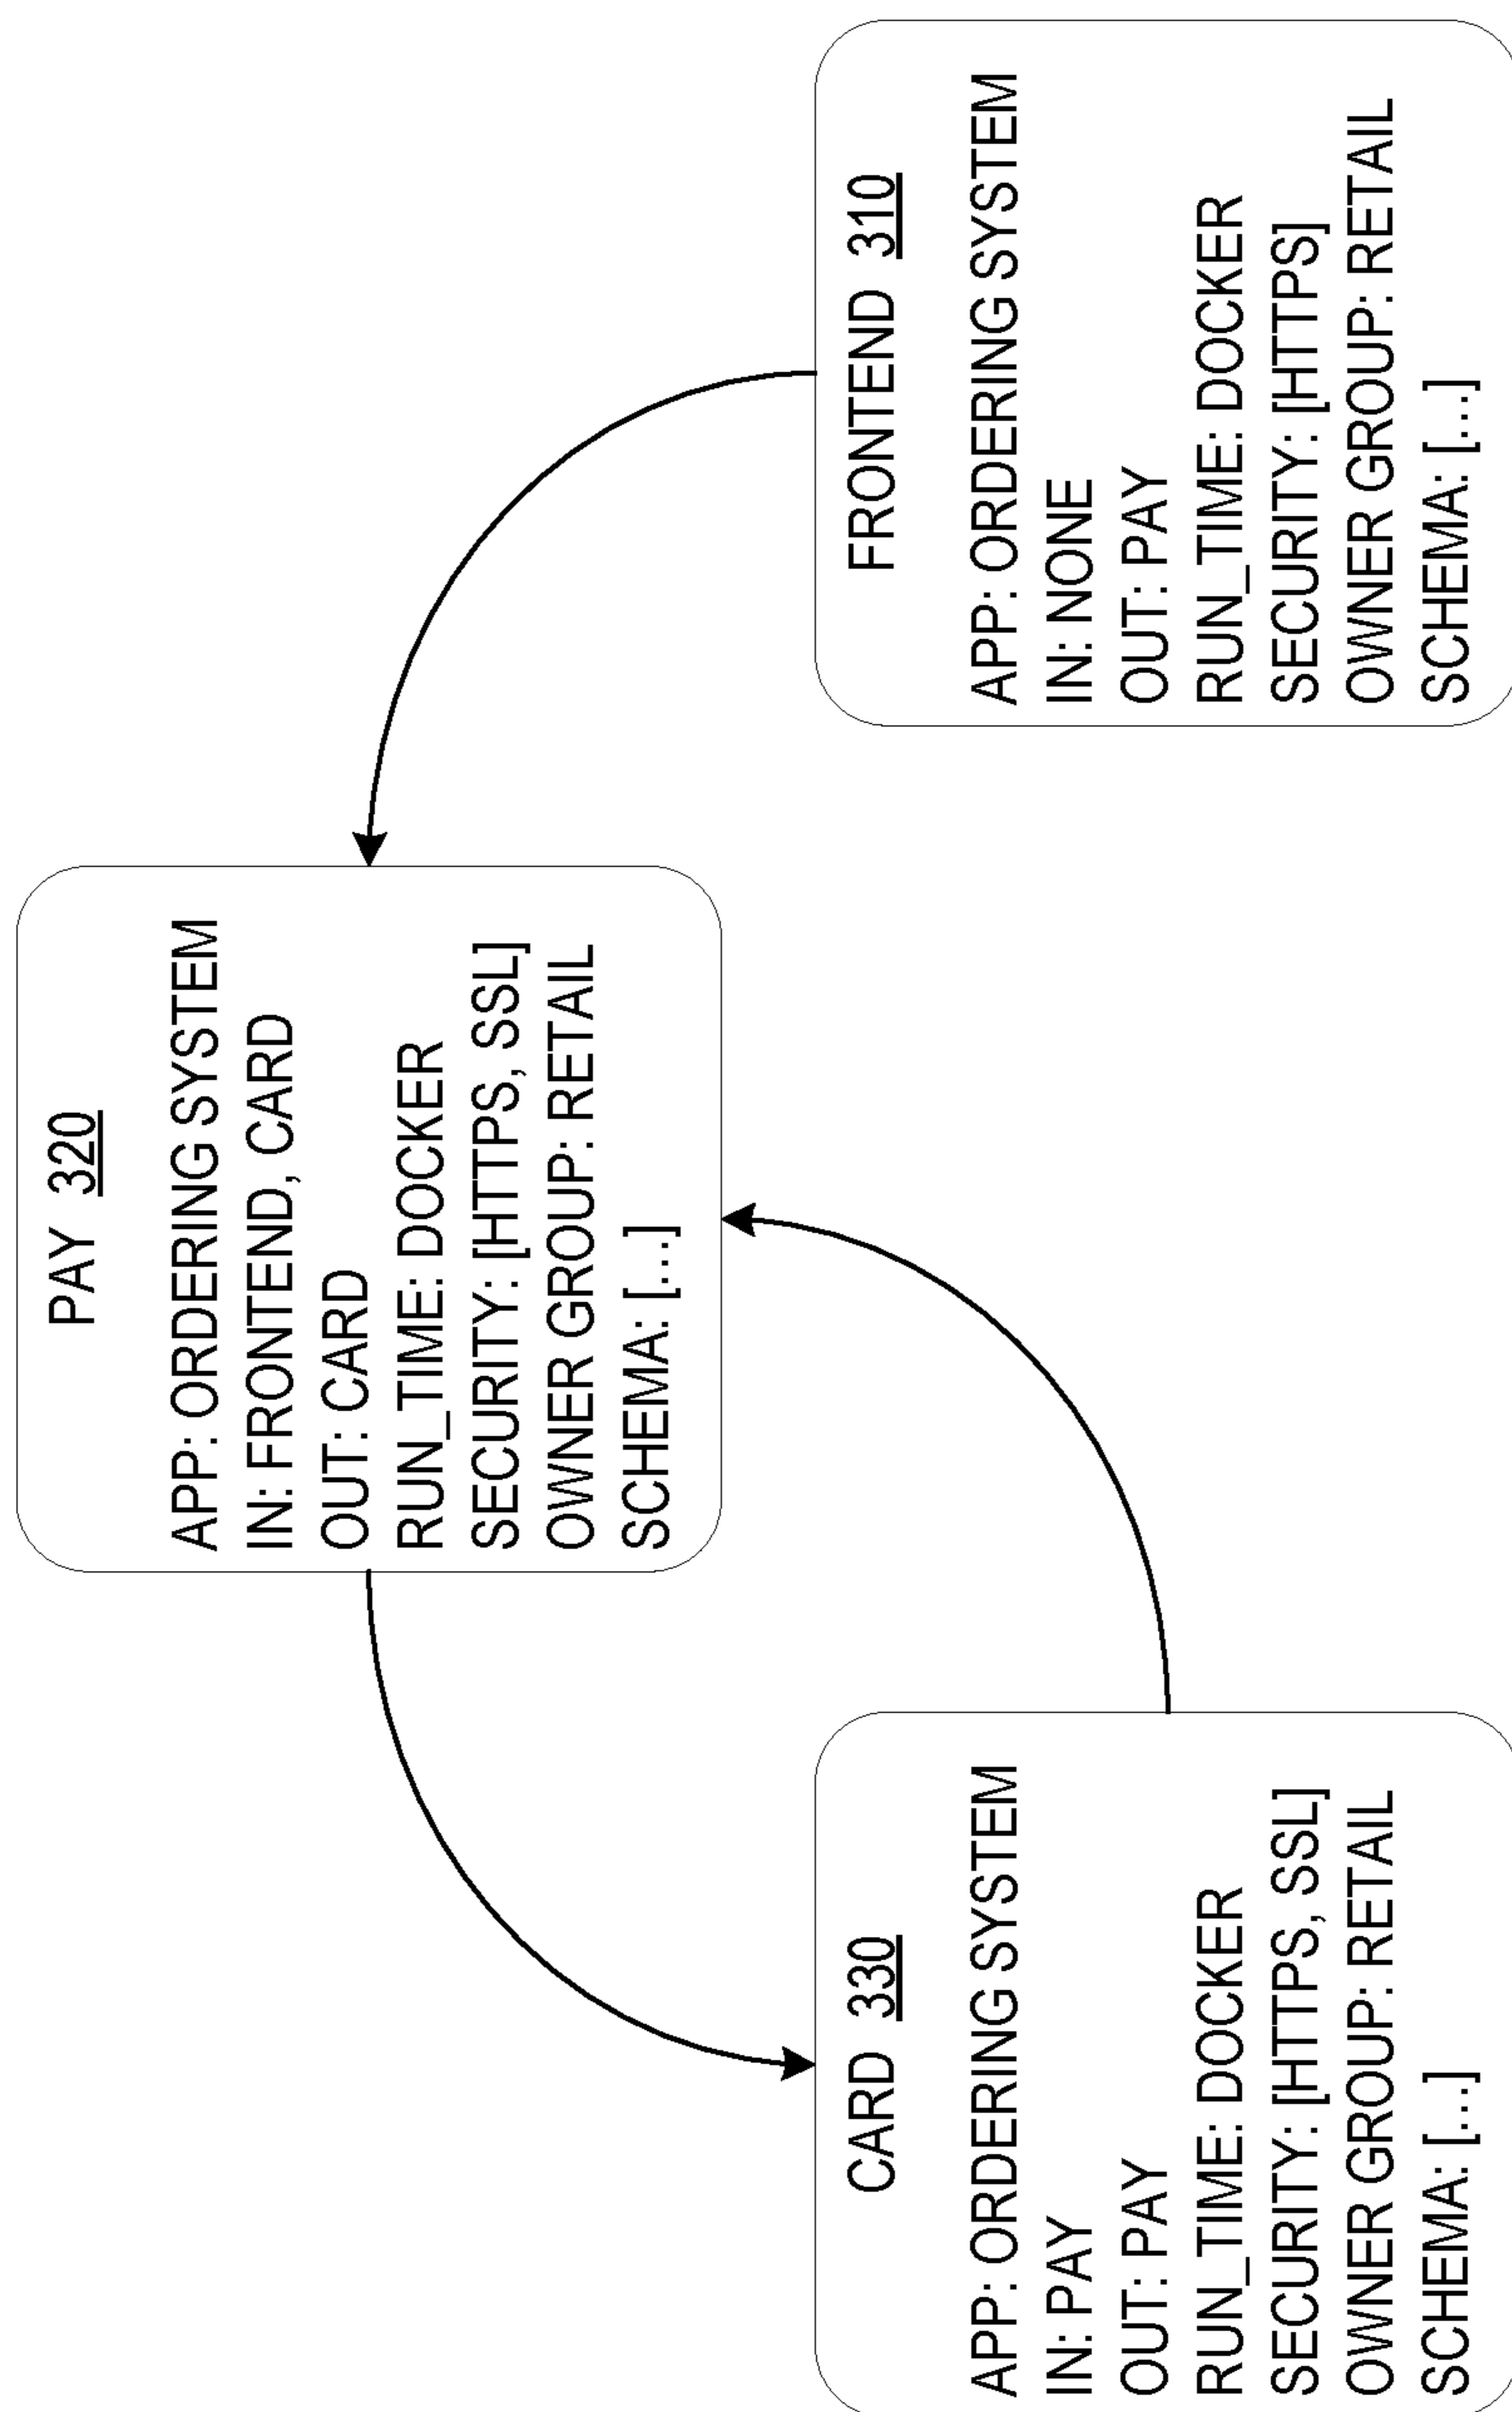 PAY 320
APP: ORDERING SYSTEM
IN: FRONTEND, CARD
OUT: CARD
RUN_TIME: DOCKER
SECURITY: [HTTPS, SSL]
OWNER GROUP: RETAIL
SCHEMA: [...]
CARD 330
APP: ORDERING SYSTEM
IN: PAY
OUT: PAY
RUN_TIME: DOCKER
SECURITY: [HTTPS, SSL]
OWNER GROUP: RETAIL
SCHEMA: [...]
FRONTEND 310
APP: ORDERING SYSTEM
IN: NONE
OUT: PAY
RUN_TIME: DOCKER
SECURITY: [HTTPS]
OWNER GROUP: RETAIL
SCHEMA: [...]